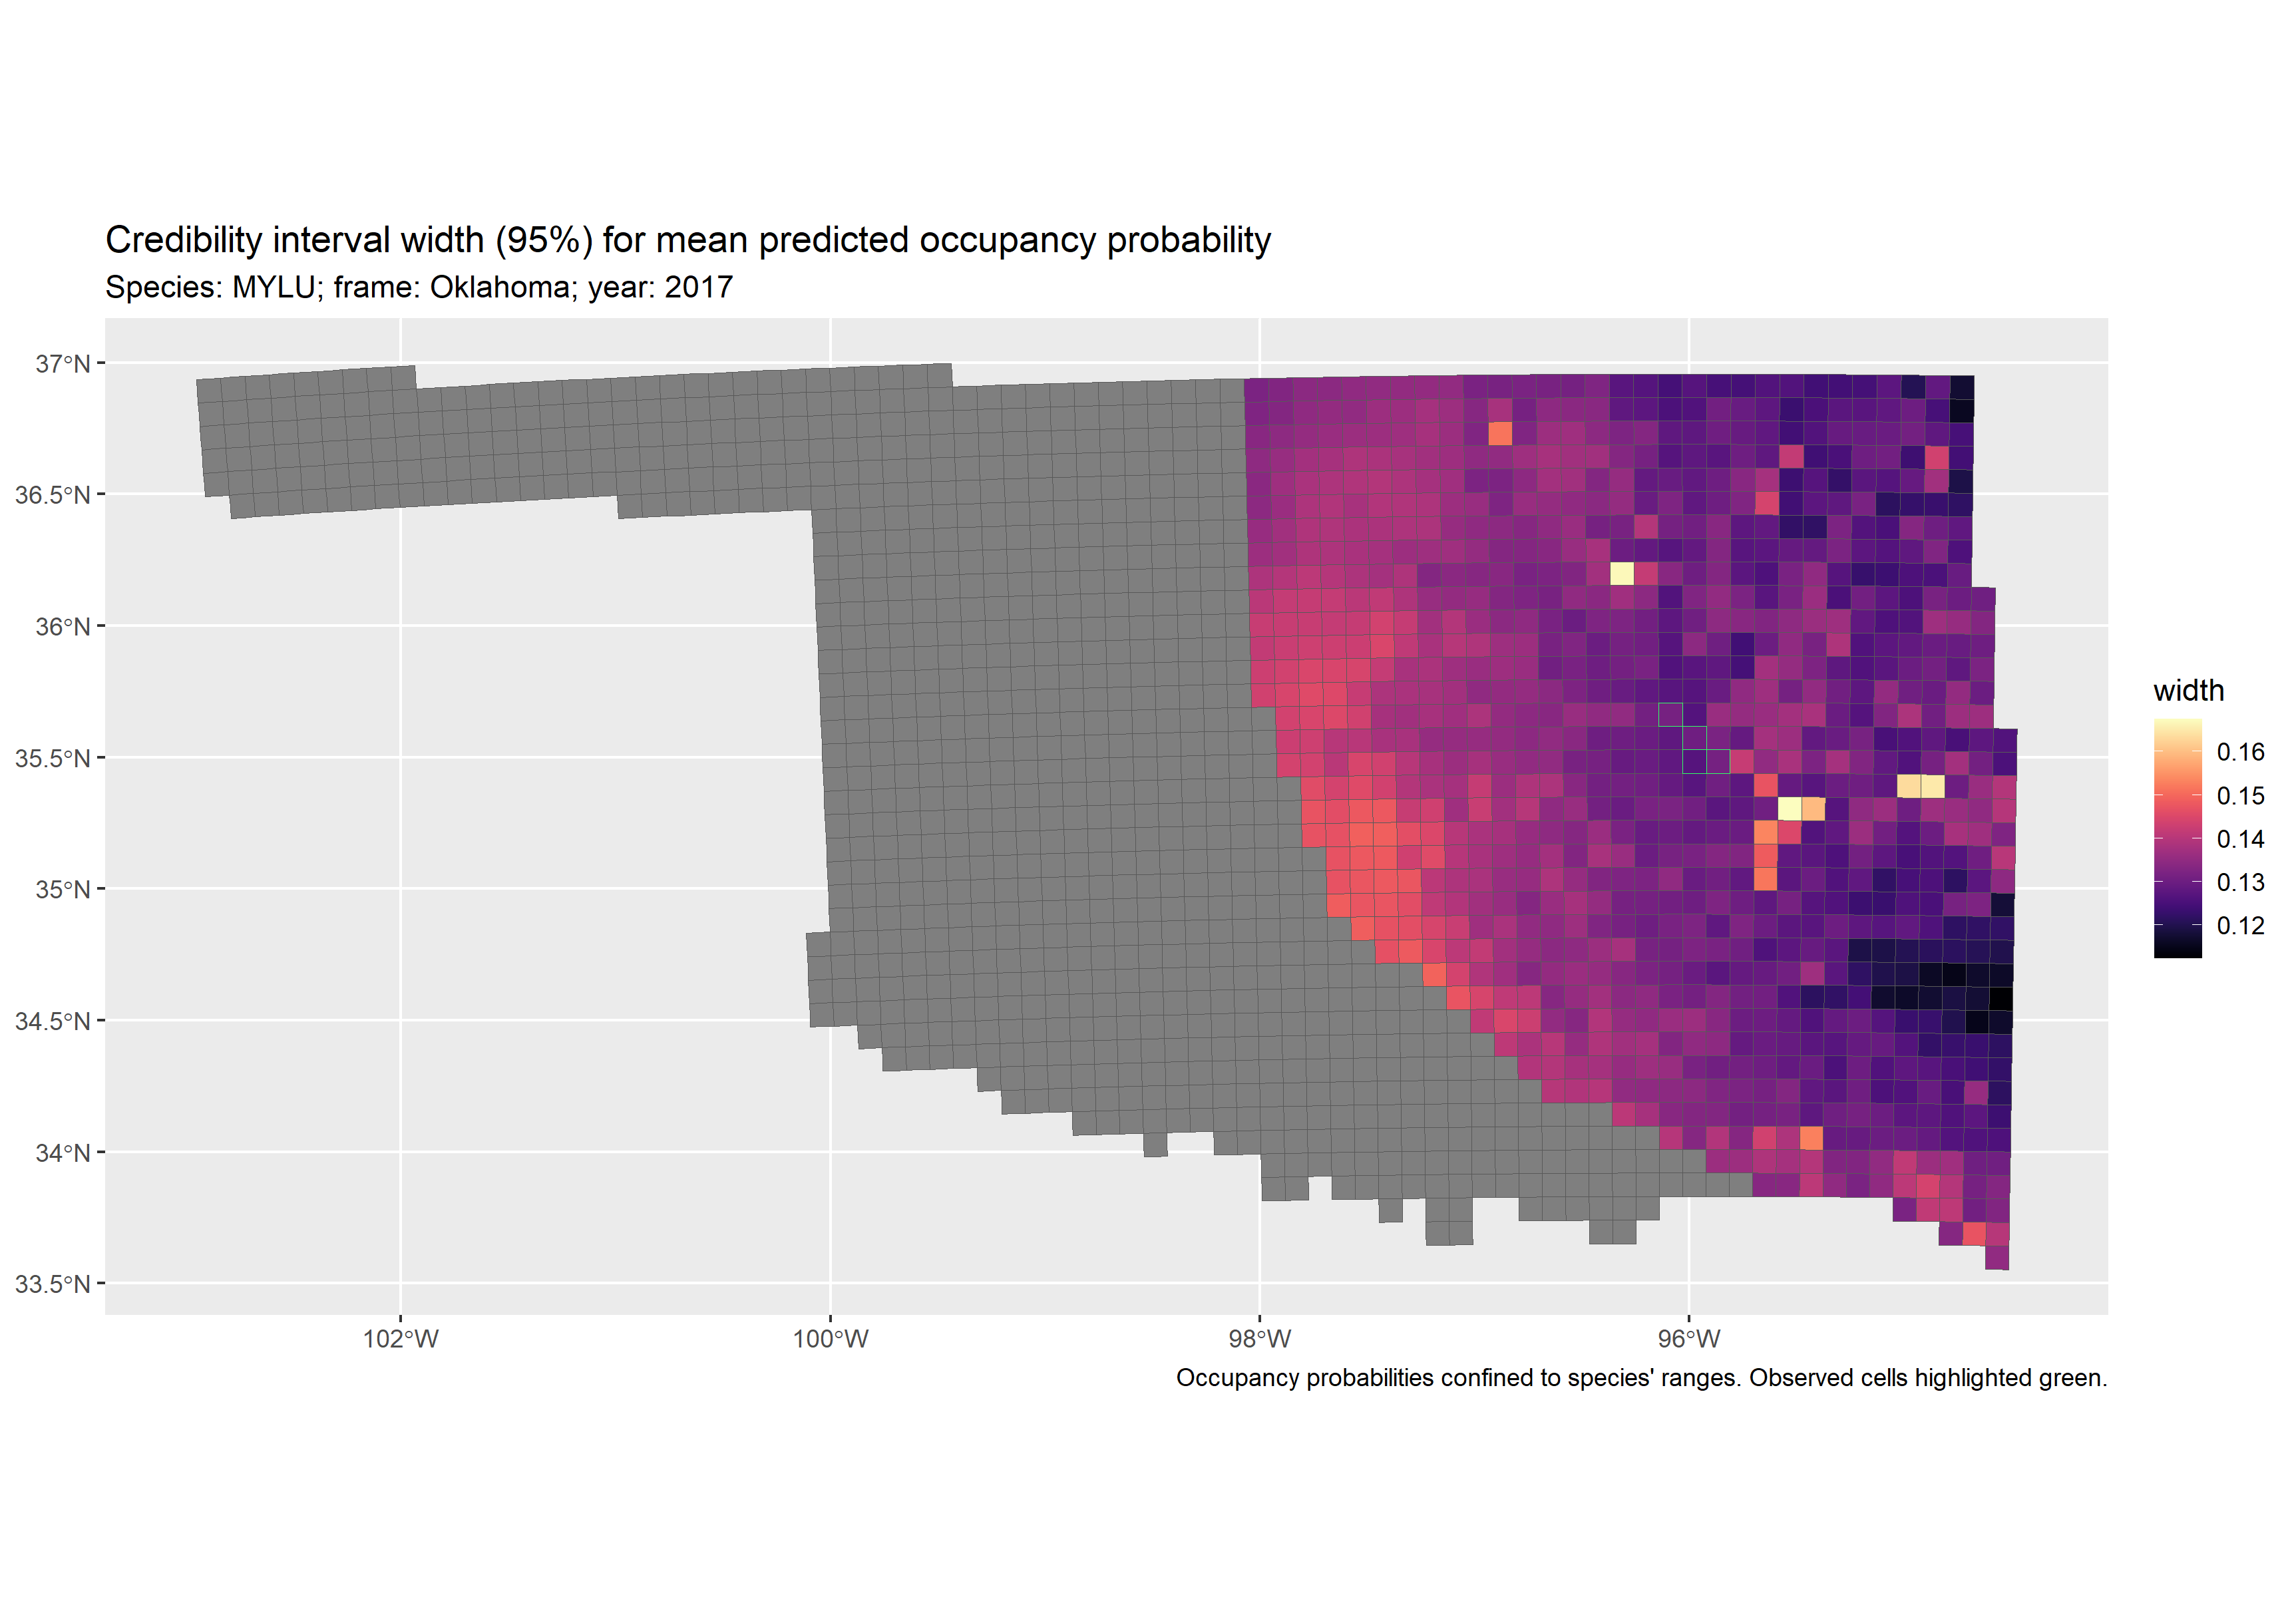 Credibility interval width (95%) for mean predicted occupancy probability
Species: MYLU; frame: Oklahoma; year: 2017
37°N
36.5°N
36°N
35.5°N
35°N
34.5°N
34°N
33.5°N
102°W
100°W
98°W
96°W
width
0.16
0.15
0.14
0.13
0.12
Occupancy probabilities confined to species' ranges. Observed cells highlighted green.